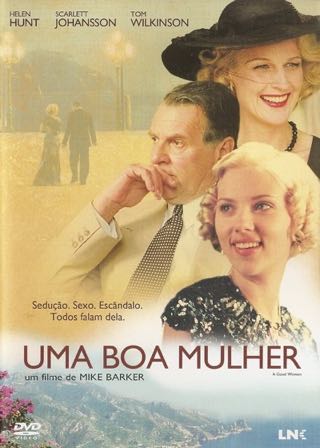 HELEN HUNT
SCARLETT JOHANSSON
TOM WILKINSON
Sedução. Sexo. Escândalo.
Todos falam dela.
UMA BOA MULHER
A Good Woman
um filme de MIKE BARKER
DVD
VIDEO
LNK